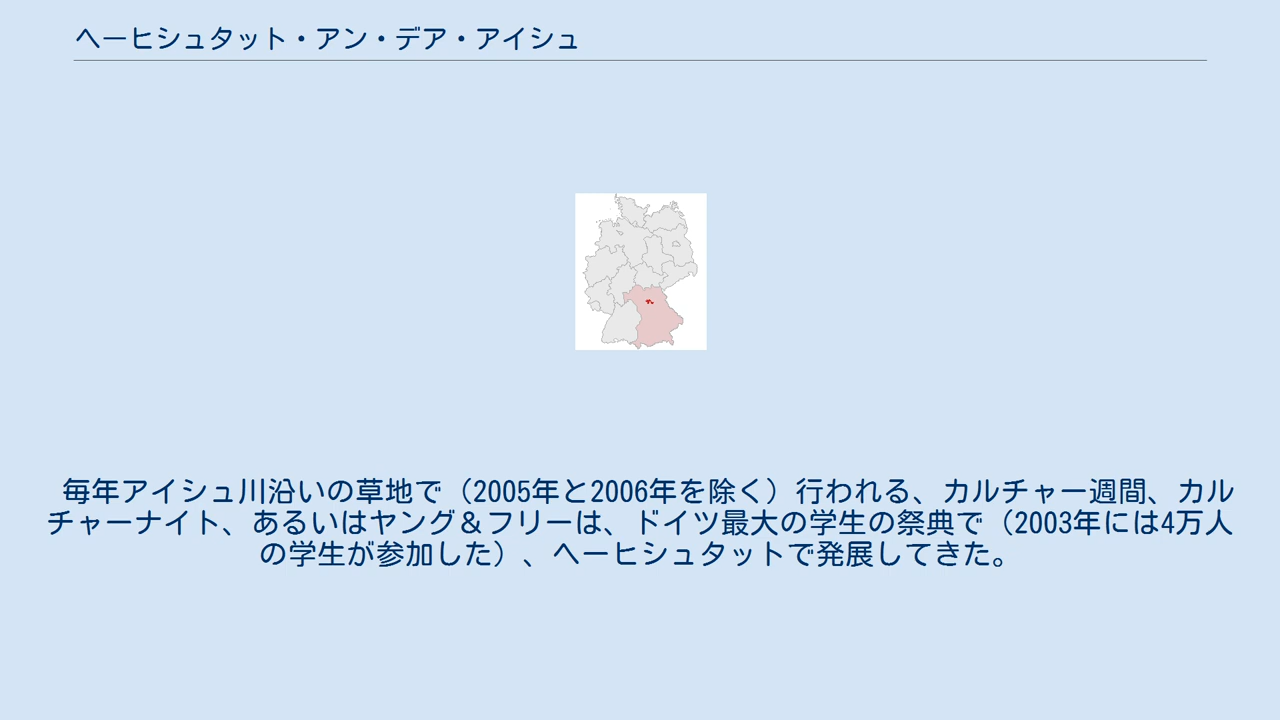 ヘーヒシュタット・アン・デア・アイシュ
毎年アイシュ川沿いの草地で（2005年と2006年を除く）行われる、カルチャー週間、カル
チャーナイト、あるいはヤング＆フリーは、ドイツ最大の学生の祭典で（2003年には4万人
の学生が参加した）、ヘーヒシュタットで発展してきた。